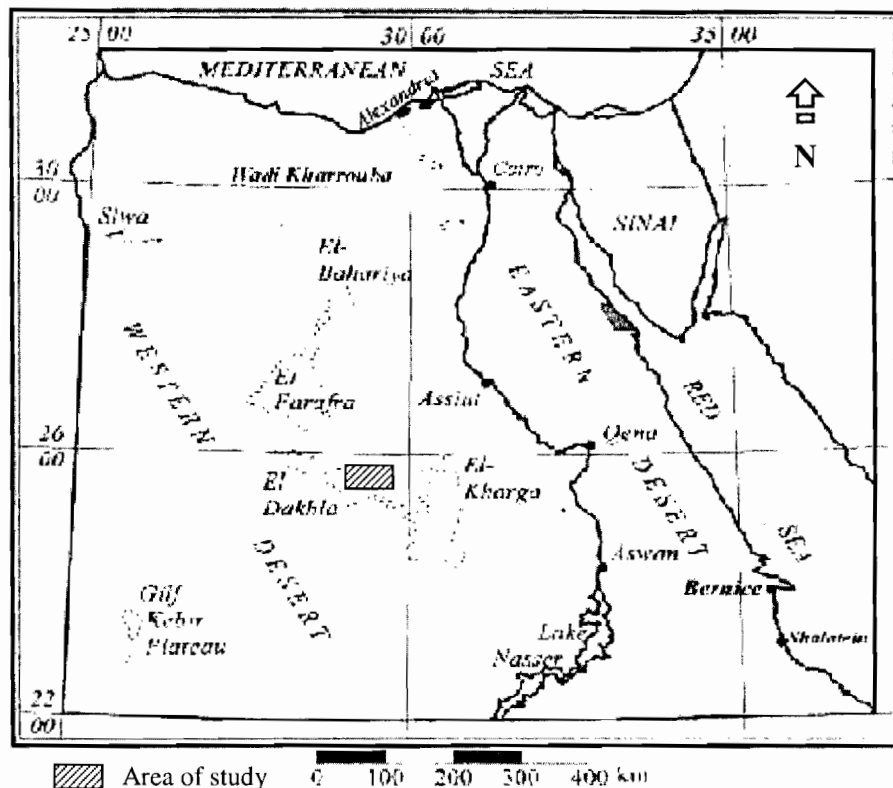 25 00 30 00 35 00
MEDITERRANEAN SEA
Alexandrea
N
30 00
Wadi Kharrouba
Cairo
Siwa
SINAI
El-Bahariya
EASTERN DESERT
WESTERN DESERT
El Farafra
Assiut
RED SEA
26 00
Qena
El Dakhla
El-Kharga
Aswan
Bernice
Gilf Kebir Plateau
Lake Nasser
Shalatein
22 00
Area of study
0 100 200 300 400 km